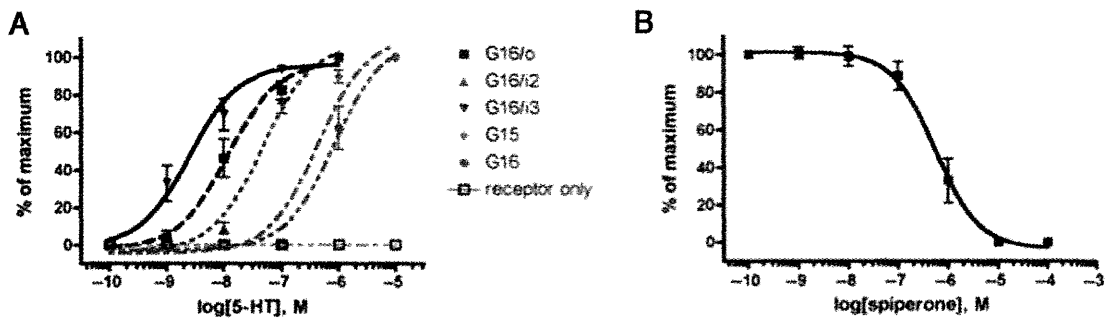 A
% of maximum
100
80
60
40
20
0
−10 −9 −8 −7 −6 −5
log[5-HT], M
G16/o
G16/i2
G16/i3
G15
G16
receptor only
B
% of maximum
100
80
60
40
20
0
−10 −9 −8 −7 −6 −5 −4 −3
log[spiperone], M